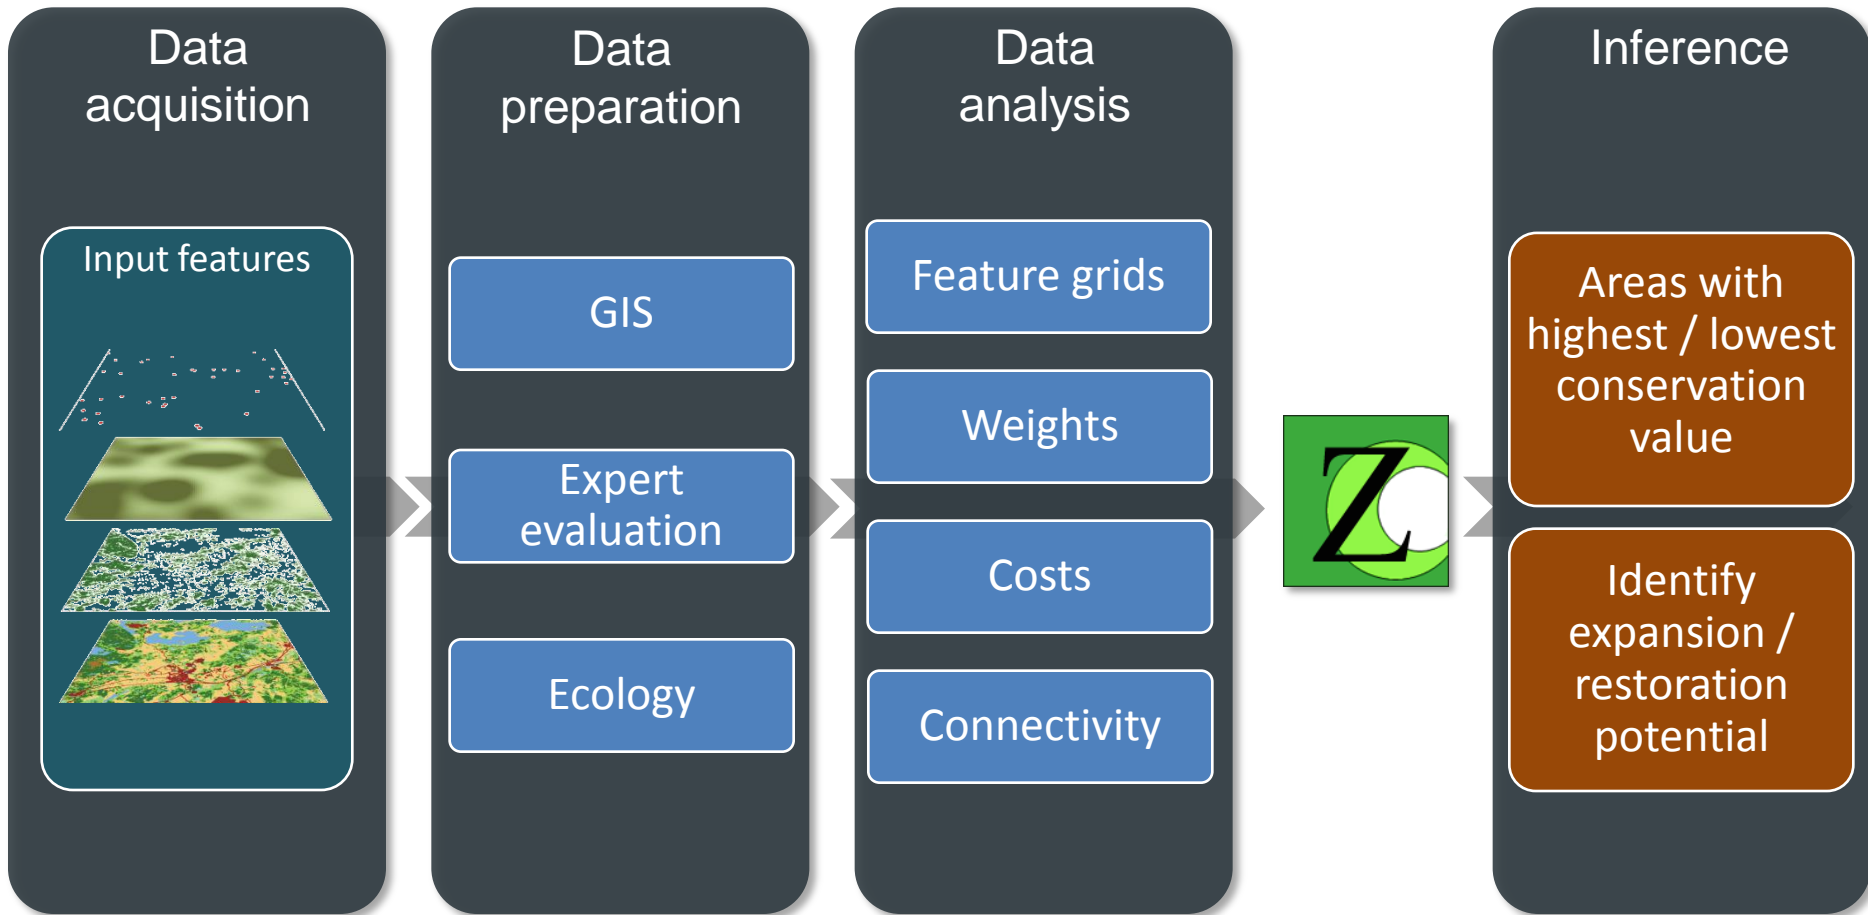 Data
acquisition
Input features
Data
preparation
GIS
Expert
evaluation
Ecology
Data
analysis
Feature grids
Weights
Costs
Connectivity
Z
Inference
Areas with
highest / lowest
conservation
value
Identify
expansion /
restoration
potential